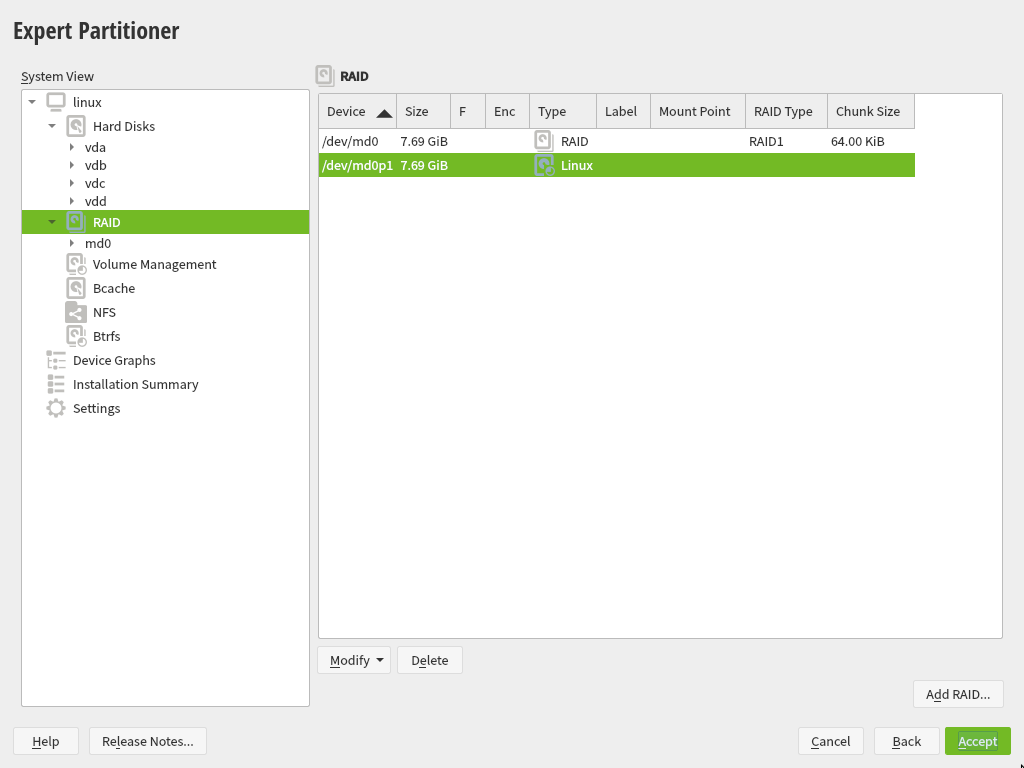 Expert Partitioner
System View
linux
Hard Disks
vda
vdb
vdc
vdd
RAID
md0
Volume Management
Bcache
NFS
Btrfs
Device Graphs
Installation Summary
Settings
RAID
Device Size F Enc Type Label Mount Point RAID Type Chunk Size
/dev/md0 7.69 GiB RAID RAID1 64.00 KiB
/dev/md0p1 7.69 GiB Linux
Modify Delete
Add RAID...
Help Release Notes... Cancel Back Accept